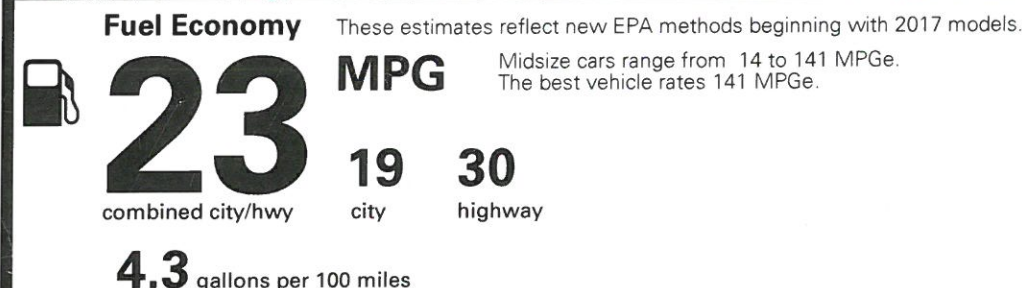 Fuel Economy
These estimates reflect new EPA methods beginning with 2017 models.
23
MPG
Midsize cars range from 14 to 141 MPGe.
The best vehicle rates 141 MPGe.
19 30
combined city/hwy city highway
4.3 gallons per 100 miles